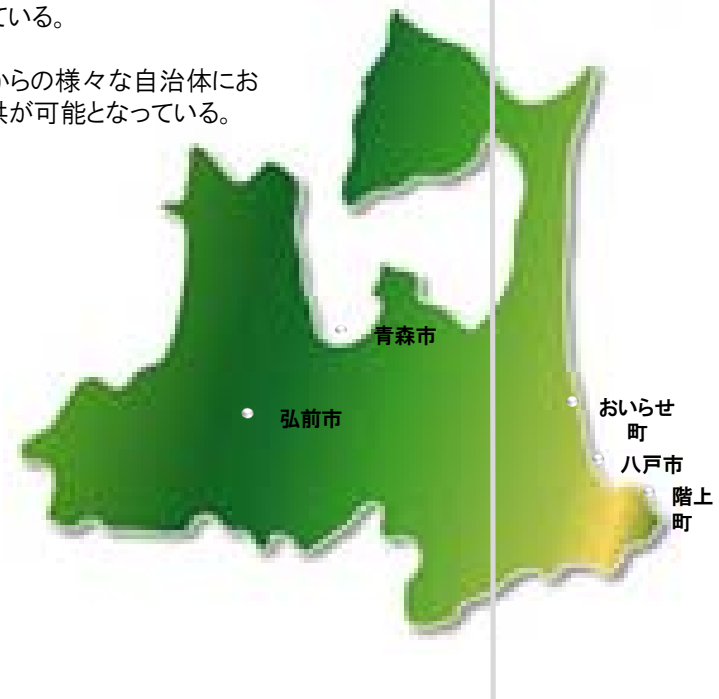 ている。
からの様々な自治体にお
供が可能となっている。
青森市
弘前市
おいらせ
町
八戸市
階上
町